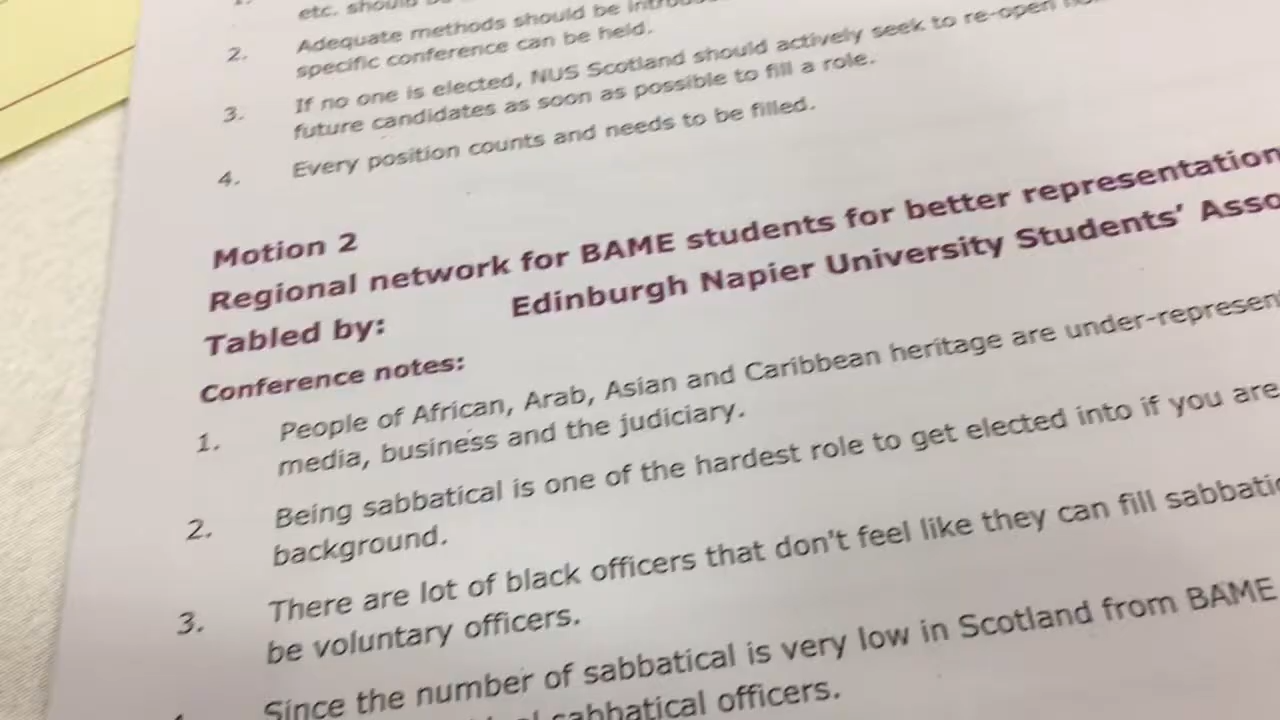 etc. should be
2. Adequate methods should be
specific conference can be held.
3. If no one is elected, NUS Scotland should actively seek to re-open
future candidates as soon as possible to fill a role.
4. Every position counts and needs to be filled.
Motion 2
Regional network for BAME students for better representation
Tabled by: Edinburgh Napier University Students’ Asso
Conference notes:
1. People of African, Arab, Asian and Caribbean heritage are under-represen
media, business and the judiciary.
2. Being sabbatical is one of the hardest role to get elected into if you are
background.
3. There are lot of black officers that don't feel like they can fill sabbatic
be voluntary officers.
Since the number of sabbatical is very low in Scotland from BAME
sabbatical officers.